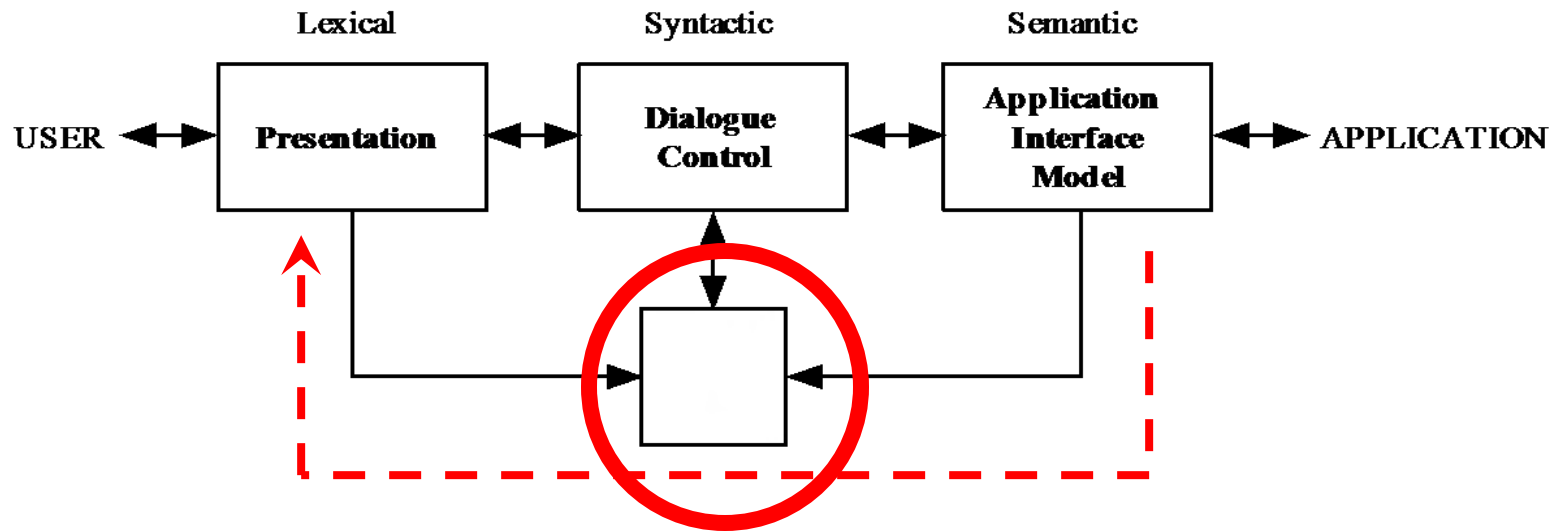 Lexical
Syntactic
Semantic
USER
Presentation
Dialogue
Control
Application
Interface
Model
APPLICATION